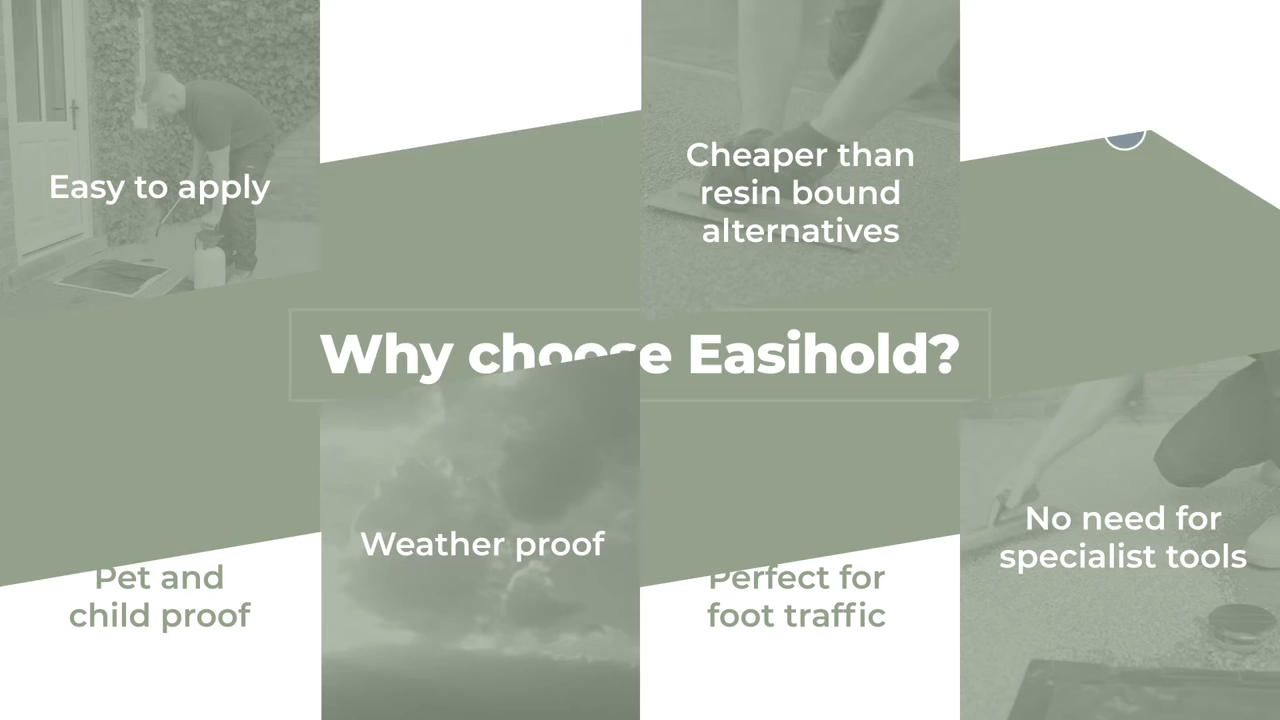 Easy to apply
Cheaper than
resin bound
alternatives
Why choose Easihold?
Pet and
child proof
Weather proof
Perfect for
foot traffic
No need for
specialist tools